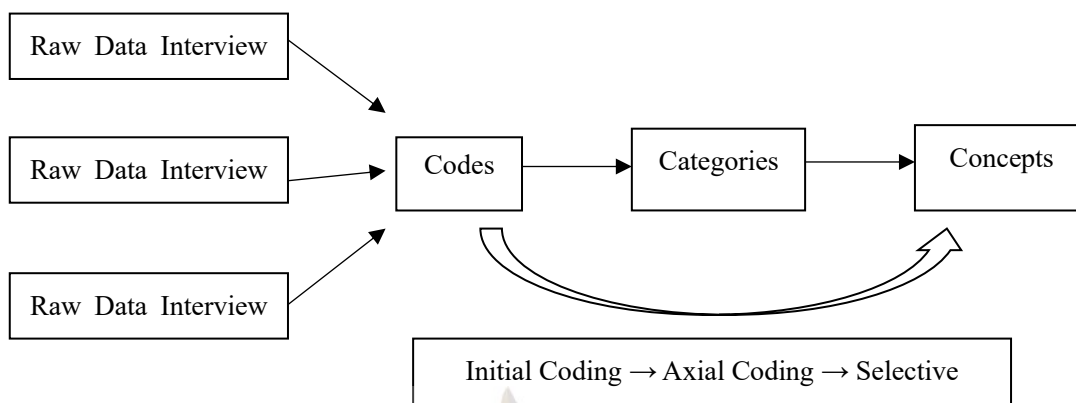 Raw Data Interview
Raw Data Interview
Raw Data Interview
Codes
Categories
Concepts
Initial Coding → Axial Coding → Selective